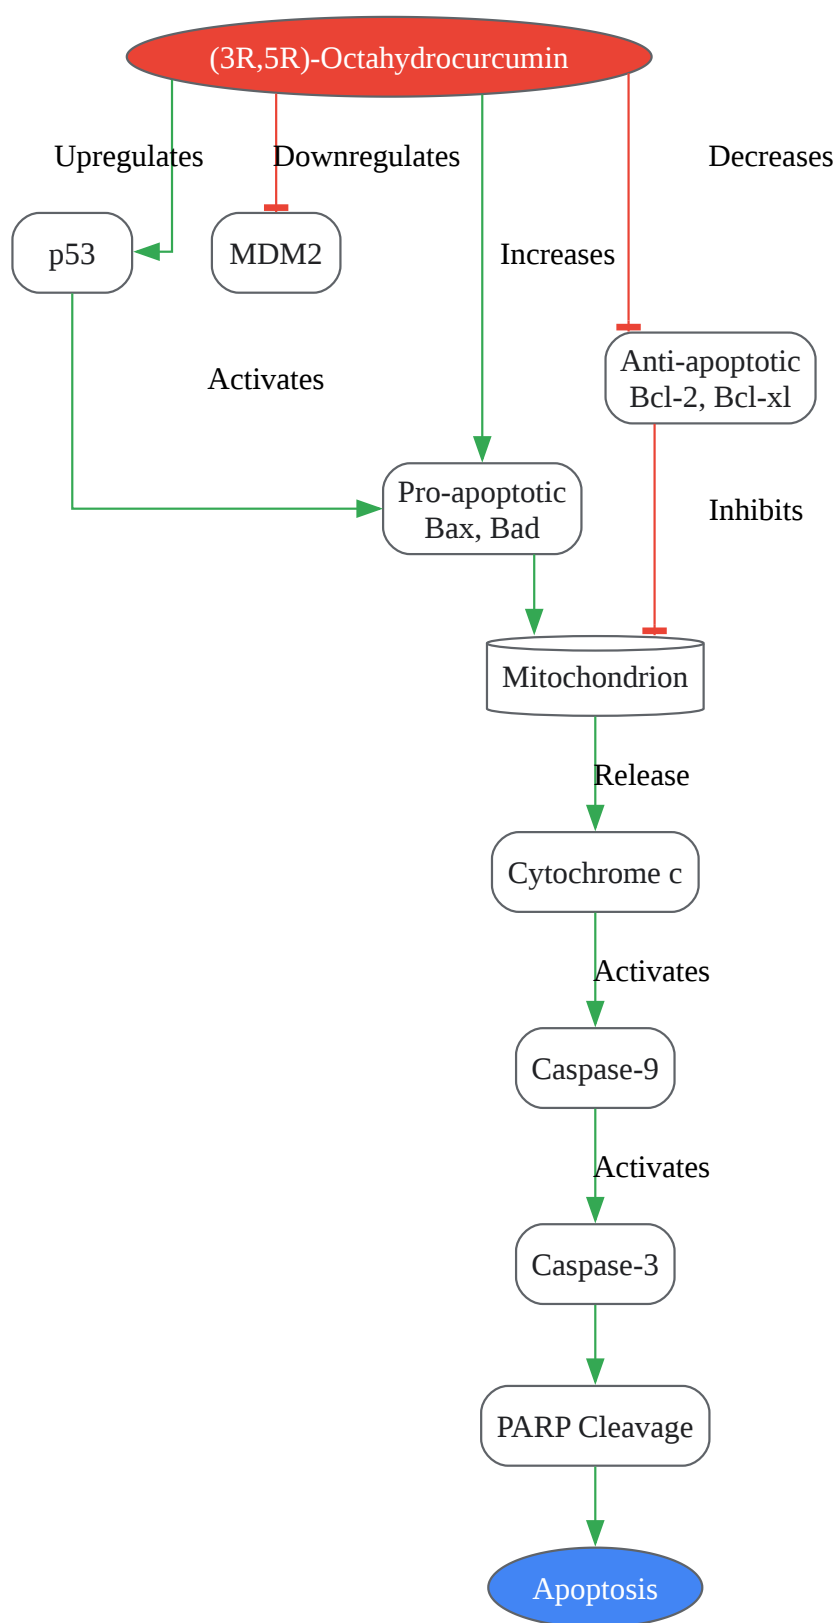 (3R,5R)-Octahydrocurcumin
Upregulates
Downregulates
Decreases
p53
MDM2
Increases
Activates
Anti-apoptotic
Bcl-2, Bcl-xl
Pro-apoptotic
Bax, Bad
Inhibits
Mitochondrion
Release
Cytochrome c
Activates
Caspase-9
Activates
Caspase-3
PARP Cleavage
Apoptosis